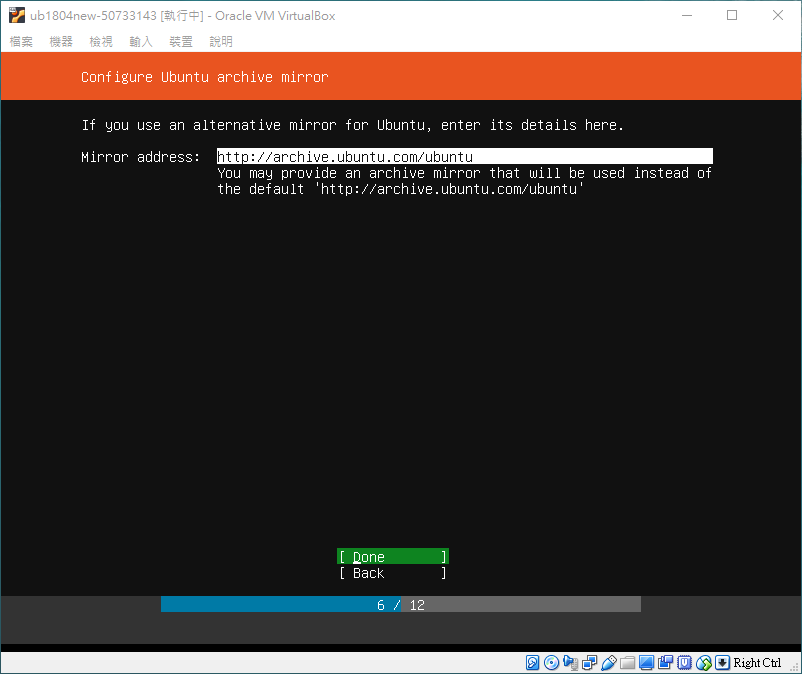 ub1804new-50733143 [執行中] - Oracle VM VirtualBox
檔案 機器 檢視 輸入 裝置 說明
Configure Ubuntu archive mirror
If you use an alternative mirror for Ubuntu, enter its details here.
Mirror address: http://archive.ubuntu.com/ubuntu
You may provide an archive mirror that will be used instead of
the default 'http://archive.ubuntu.com/ubuntu'
[ Done ]
[ Back ]
6 / 12
Right Ctrl